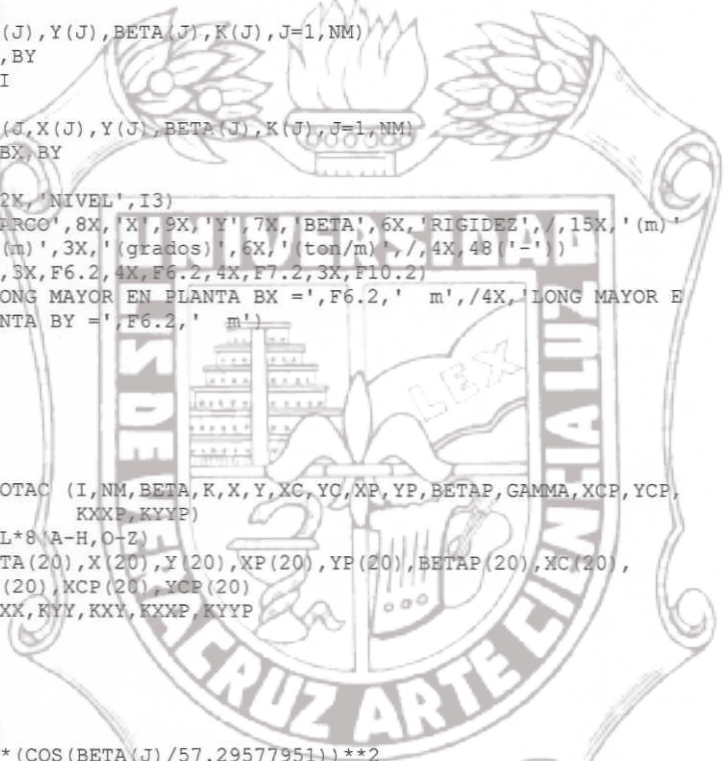 (J),Y(J),BETA(J),K(J),J=1,NM)
,BY
I
(J,X(J),Y(J),BETA(J),K(J),J=1,NM)
BX,BY
2X,'NIVEL',I3)
ARCO',8X,'X',9X,'Y',7X,'BETA',6X,'RIGIDEZ',/,15X,'(m)'
(m)',3X,'(grados)',6X,'(ton/m)',/,4X,48('-'))
,3X,F6.2,4X,F6.2,4X,F7.2,3X,F10.2)
ONG MAYOR EN PLANTA BX =',F6.2,' m',/4X,'LONG MAYOR E
NTA BY =',F6.2,' m')
OTAC (I,NM,BETA,K,X,Y,XC,YC,XP,YP,BETAP,GAMMA,XCP,YCP,
KXXP,KYYP)
L*8(A-H,O-Z)
TA(20),X(20),Y(20),XP(20),YP(20),BETAP(20),XC(20),
(20),XCP(20),YCP(20)
XX,KYY,KXY,KXXP,KYYP
*(COS(BETA(J)/57.29577951))**2
UNIVERSIDAD
VERACRUZ ARTE CIENCIA LUZ
LEX